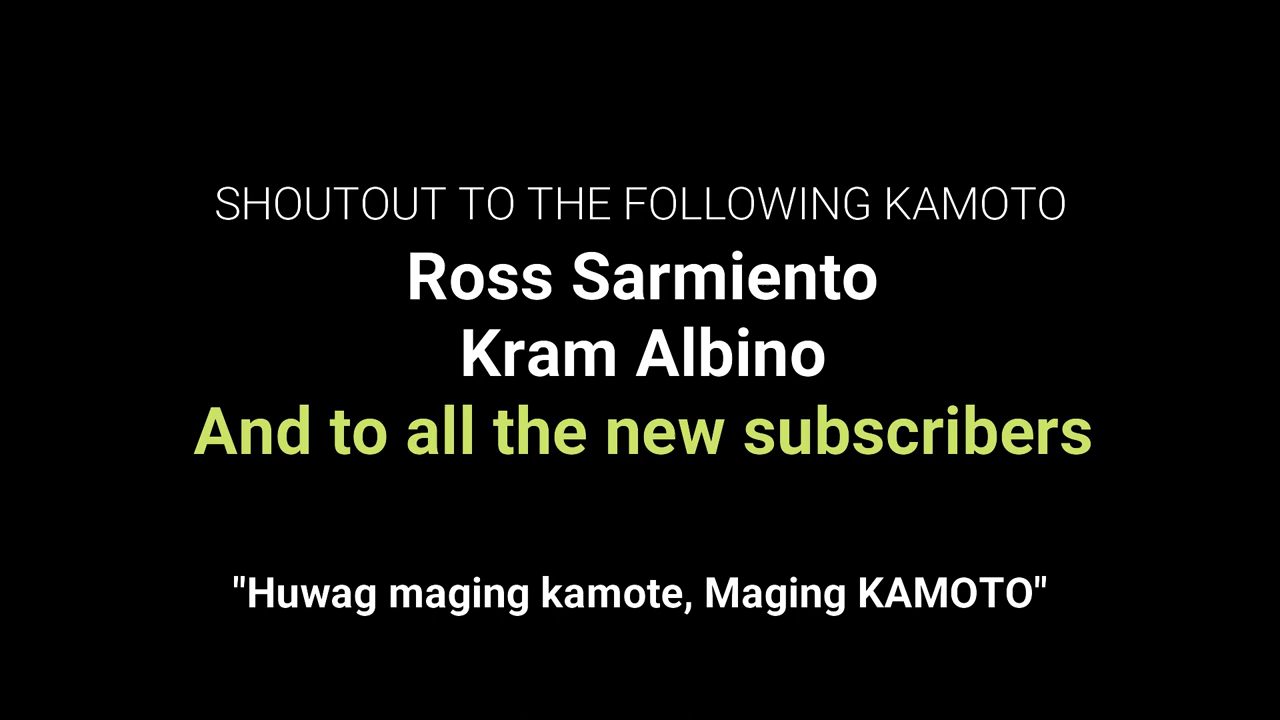 SHOUTOUT TO THE FOLLOWING KAMOTO
Ross Sarmiento
Kram Albino
And to all the new subscribers
"Huwag maging kamote, Maging KAMOTO"